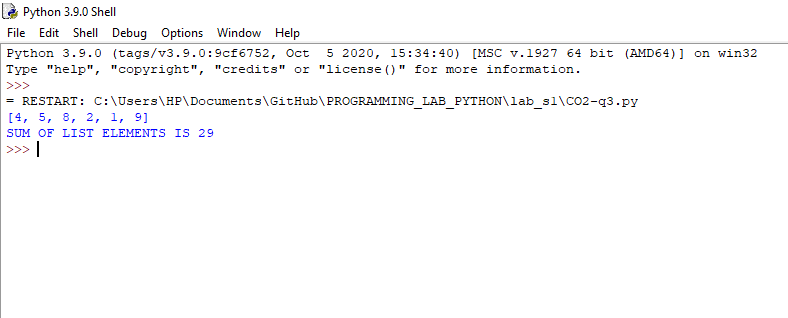 Python 3.9.0 Shell
File Edit Shell Debug Options Window Help
Python 3.9.0 (tags/v3.9.0:9cf6752, Oct  5 2020, 15:34:40) [MSC v.1927 64 bit (AMD64)] on win32
Type "help", "copyright", "credits" or "license()" for more information.
>>>
= RESTART: C:\Users\HP\Documents\GitHub\PROGRAMMING_LAB_PYTHON\lab_s1\CO2-q3.py
[4, 5, 8, 2, 1, 9]
SUM OF LIST ELEMENTS IS 29
>>>